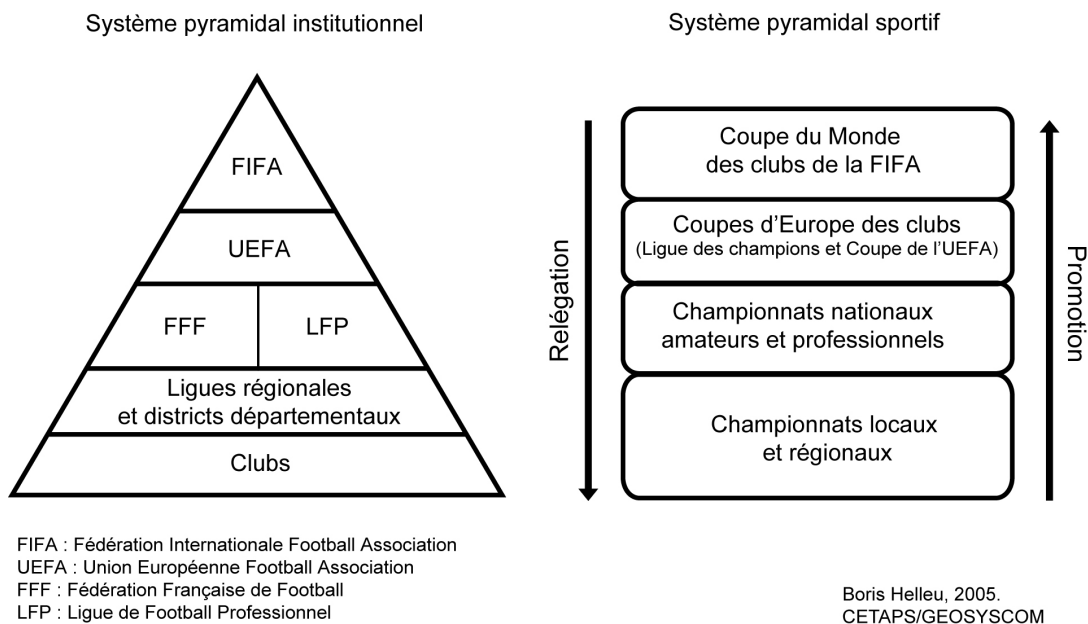 Système pyramidal institutionnel
FIFA
UEFA
FFF
LFP
Ligues régionales
et districts départementaux
Clubs
FIFA : Fédération Internationale Football Association
UEFA : Union Européenne Football Association
FFF : Fédération Française de Football
LFP : Ligue de Football Professionnel
Système pyramidal sportif
Relégation
Coupe du Monde
des clubs de la FIFA
Coupes d’Europe des clubs
(Ligue des champions et Coupe de l’UEFA)
Championnats nationaux
amateurs et professionnels
Championnats locaux
et régionaux
Promotion
Boris Helleu, 2005.
CETAPS/GEOSYSCOM